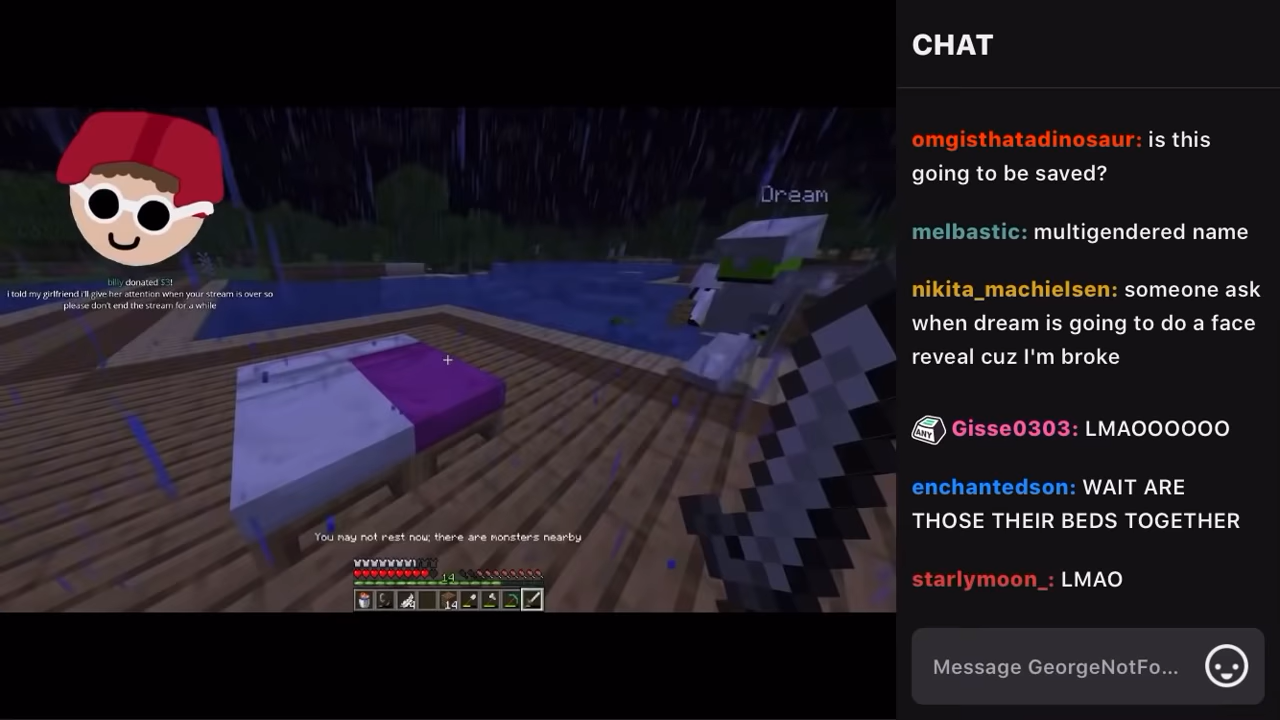 CHAT
omgisthatadinosaur: is this
going to be saved?
melbastic: multigendered name
nikita_machielsen: someone ask
when dream is going to do a face
reveal cuz I'm broke
ANY Gisse0303: LMAOOOOOO
enchantedson: WAIT ARE
THOSE THEIR BEDS TOGETHER
starlymoon_: LMAO
Message GeorgeNotFo...
Dream
billy donated $3!
i told my girlfriend i'll give her attention when your stream is over so
please don't end the stream for a while
You may not rest now; there are monsters nearby
14
14